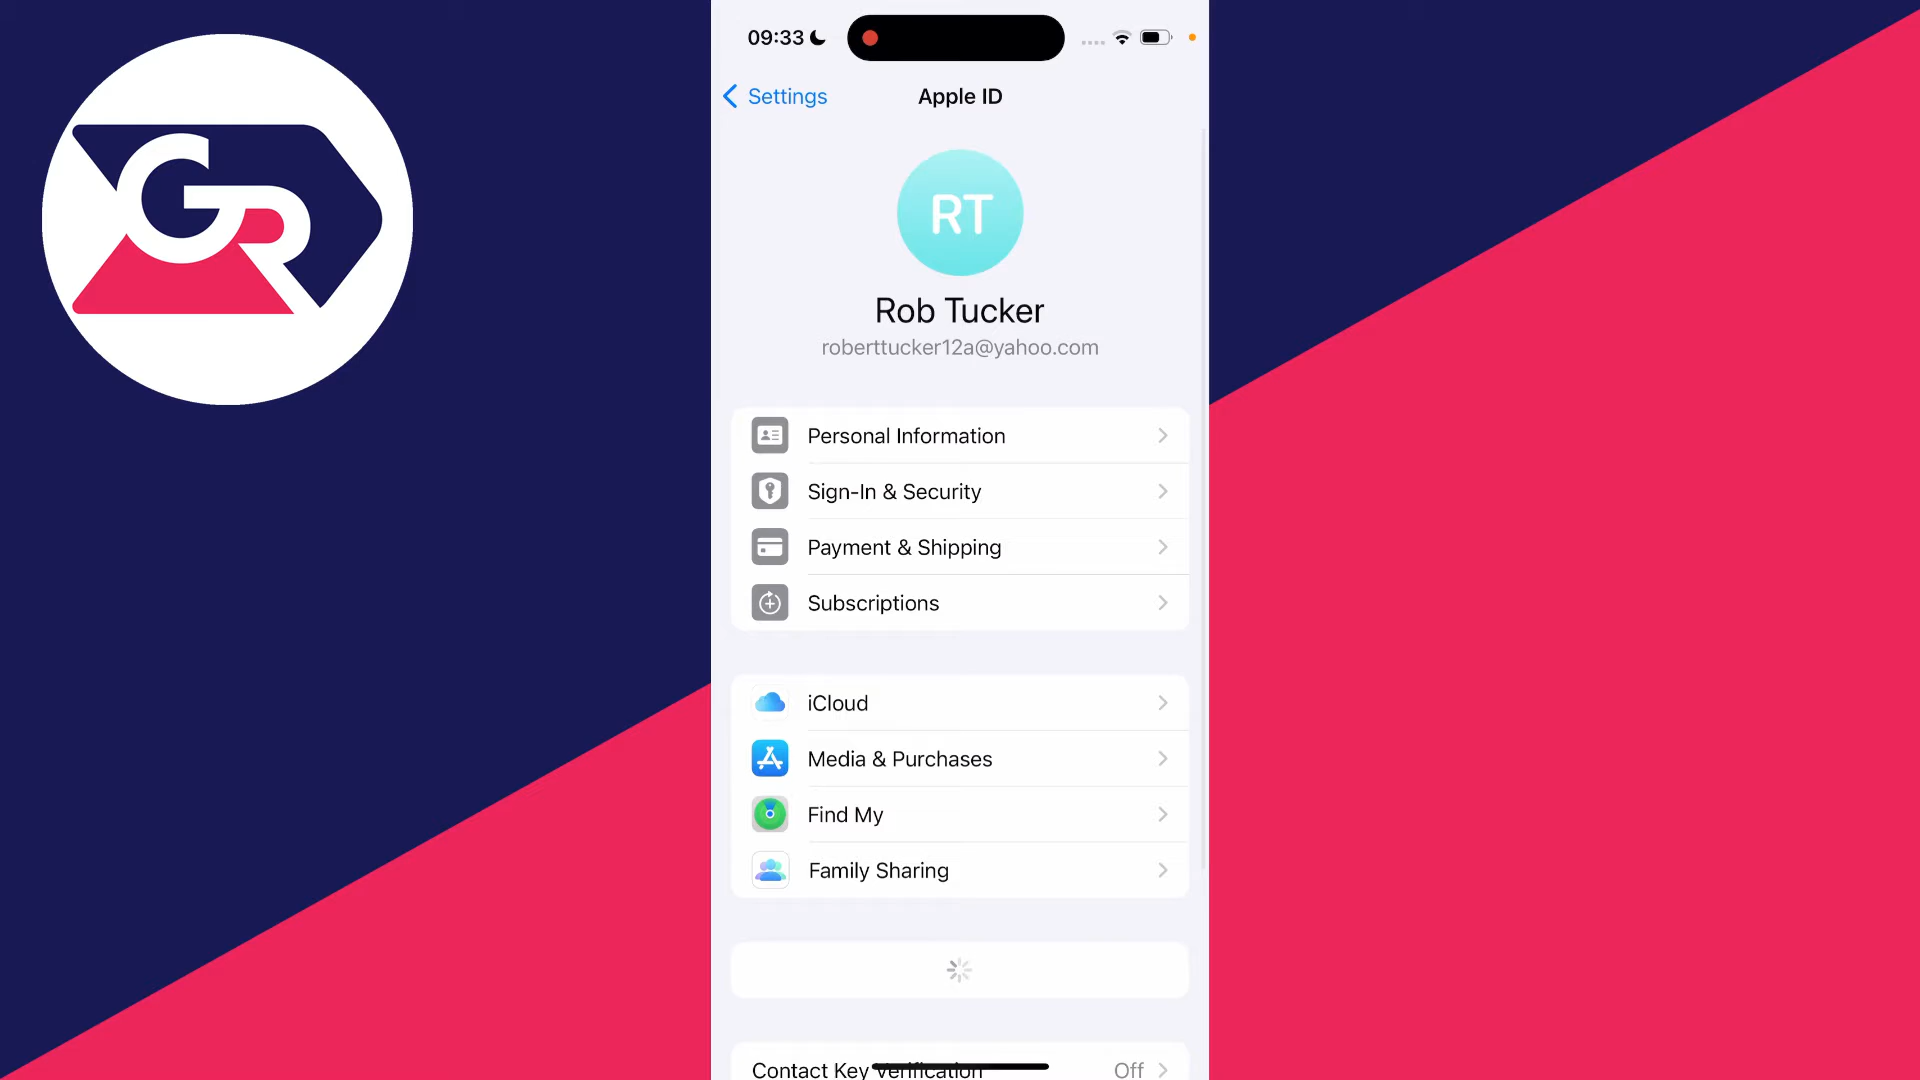 GR
09:33
Settings
Apple ID
RT
Rob Tucker
roberttucker12a@yahoo.com
Personal Information
Sign-In & Security
Payment & Shipping
Subscriptions
iCloud
Media & Purchases
Find My
Family Sharing
Contact Key Verification Off